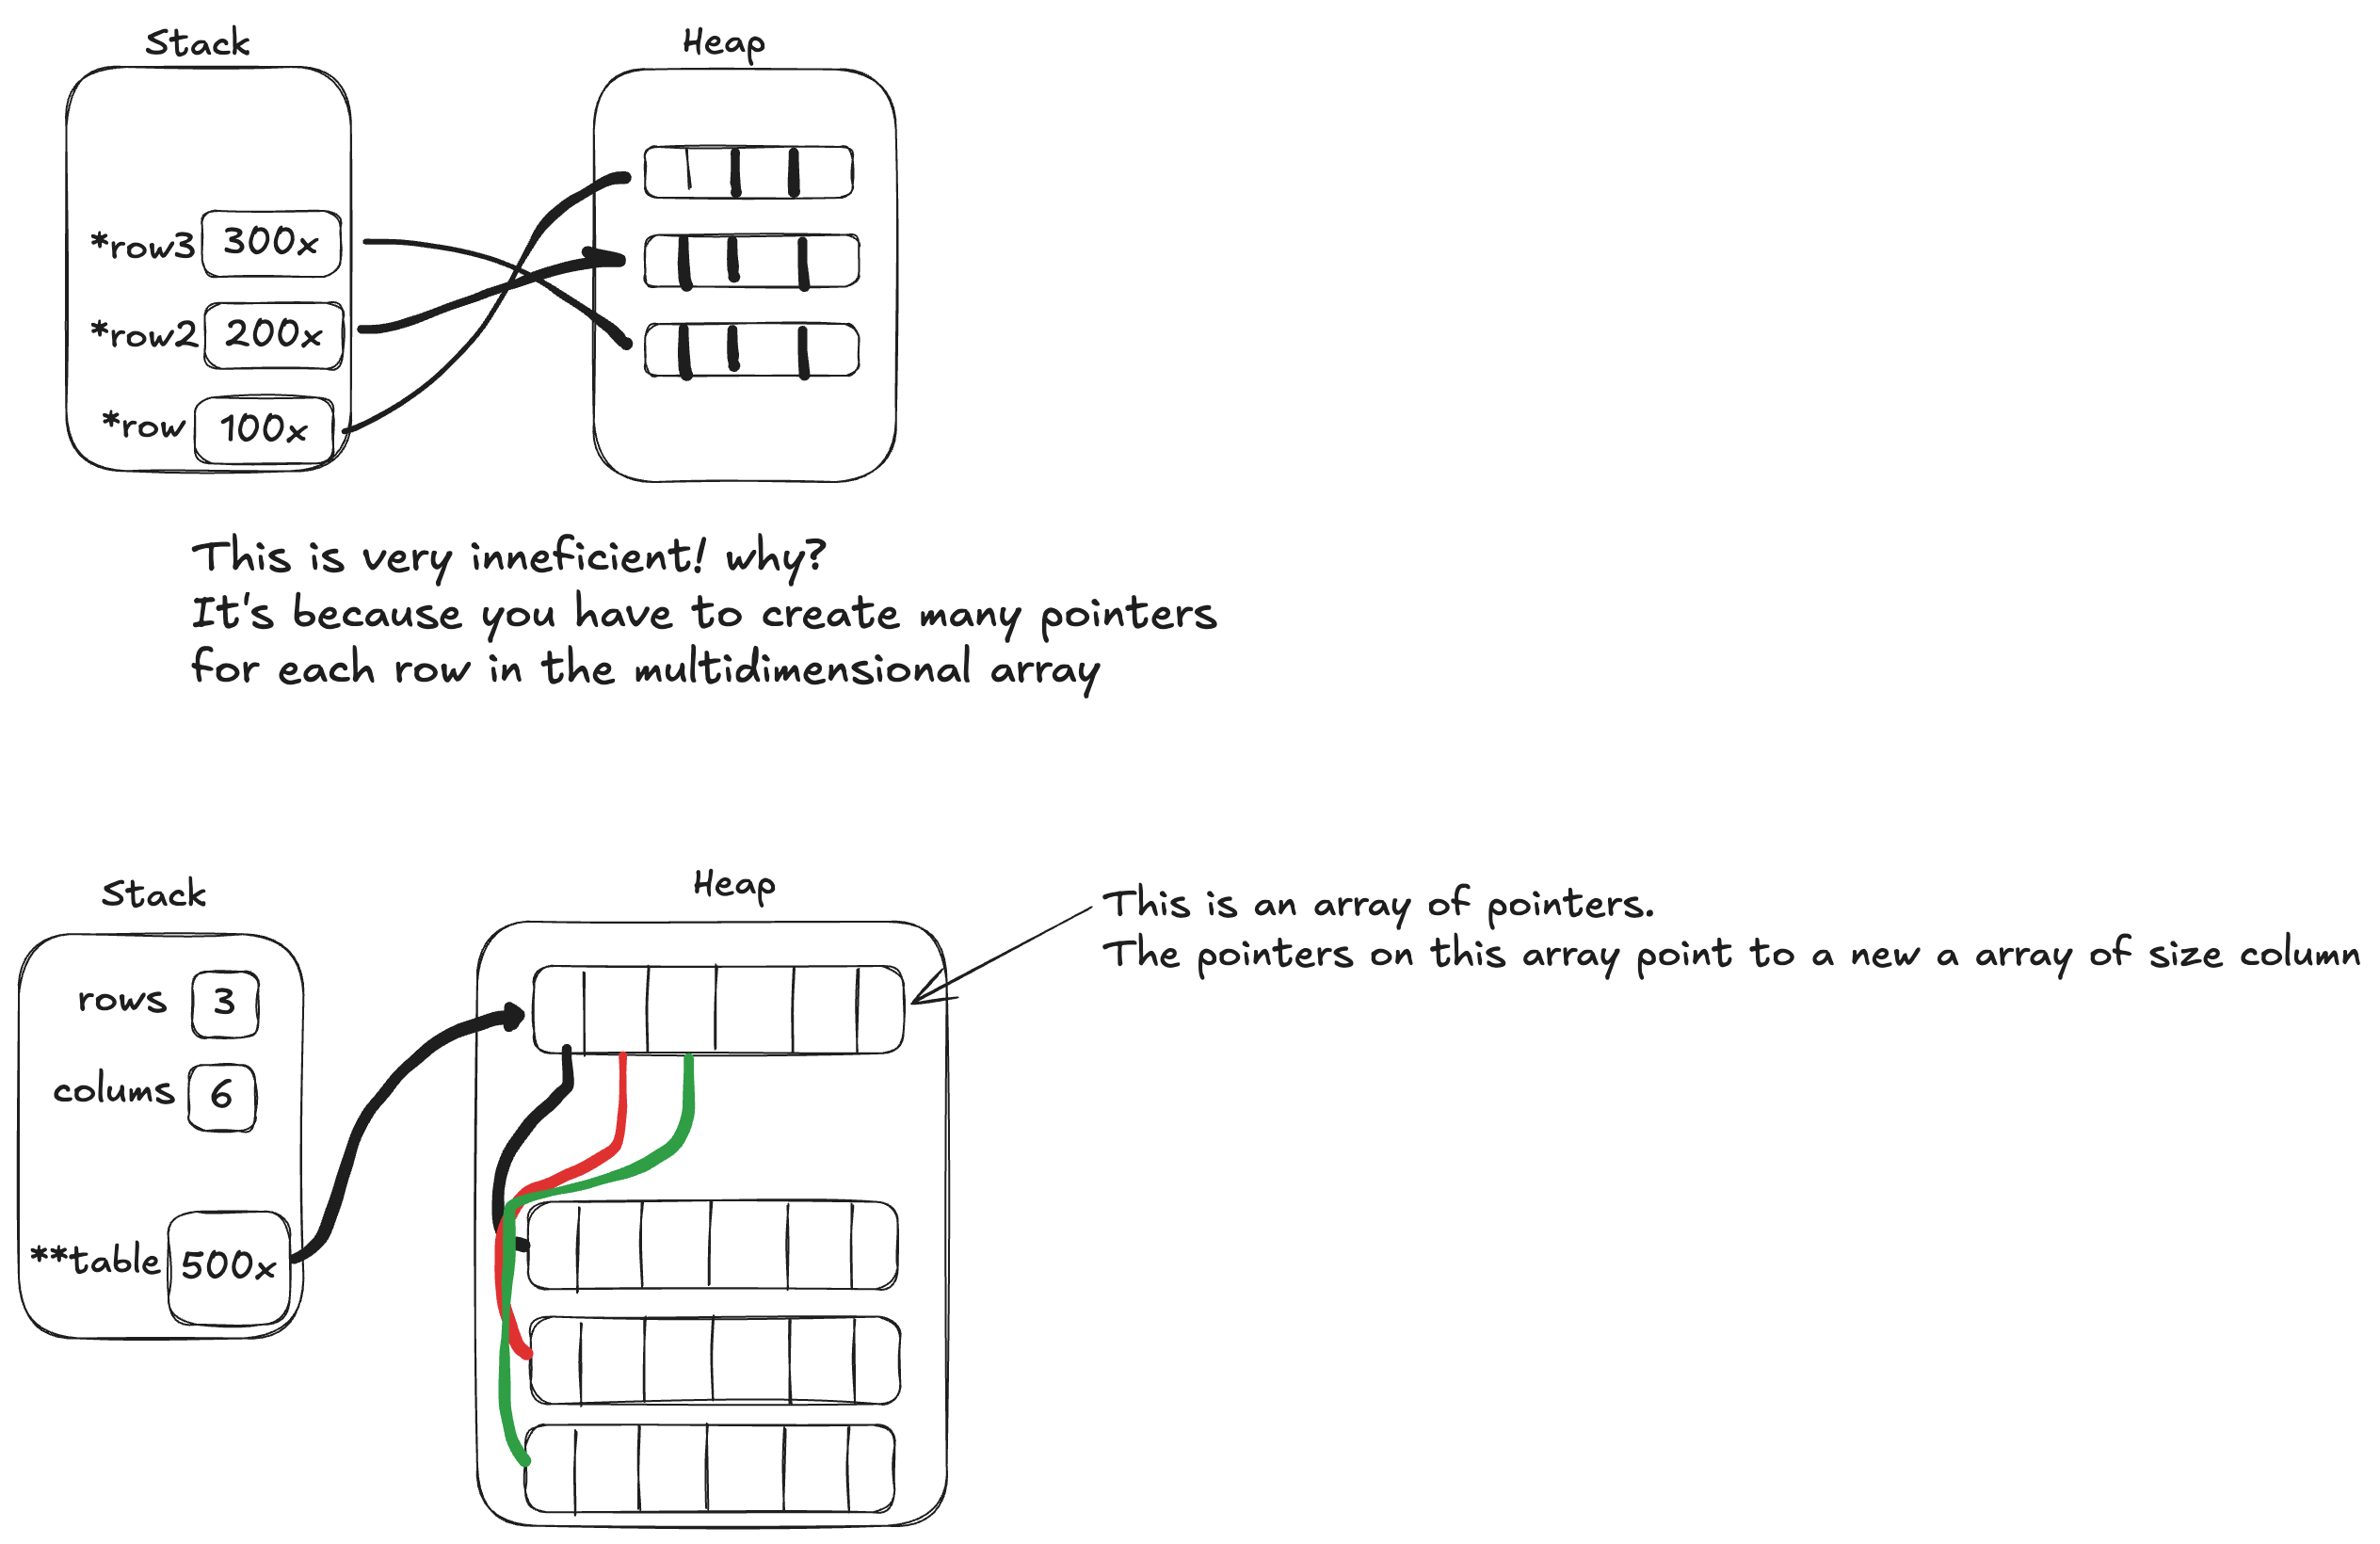 Stack
Heap
*row3 300x
*row2 200x
*row 100x
This is very inneficient! why?
It's because you have to create many pointers
for each row in the multidimensional array
Stack
Heap
This is an array of pointers.
The pointers on this array point to a new a array of size column
rows 3
colums 6
**table 500x